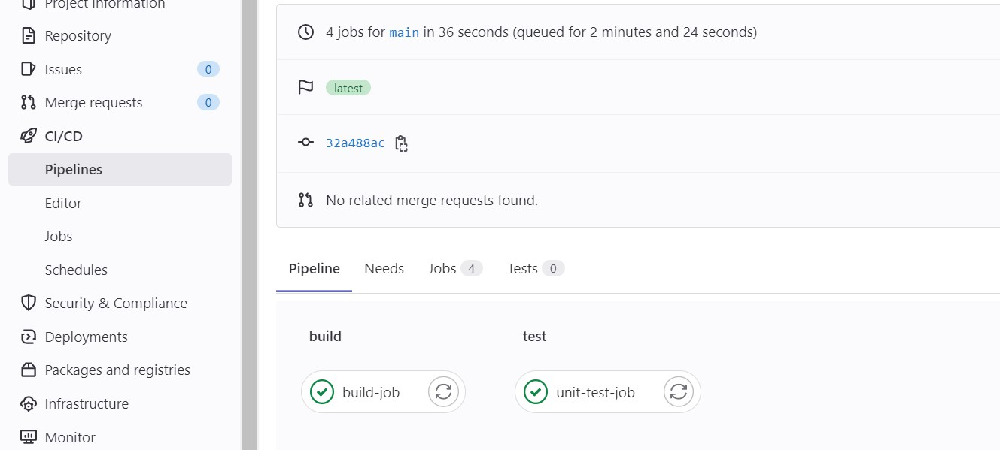 Project information
Repository
Issues 0
Merge requests 0
CI/CD
Pipelines
Editor
Jobs
Schedules
Security & Compliance
Deployments
Packages and registries
Infrastructure
Monitor
4 jobs for main in 36 seconds (queued for 2 minutes and 24 seconds)
latest
32a488ac
No related merge requests found.
Pipeline Needs Jobs 4 Tests 0
build test
build-job unit-test-job